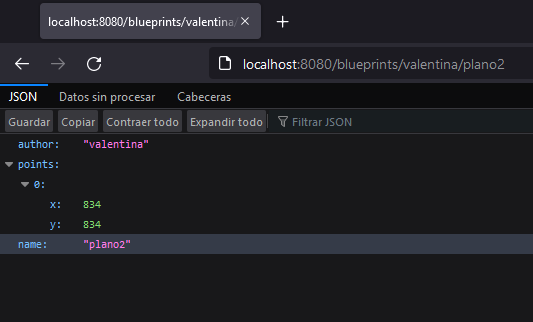 localhost:8080/blueprints/valentina/
localhost:8080/blueprints/valentina/plano2
JSON Datos sin procesar Cabeceras
Guardar Copiar Contraer todo Expandir todo Filtrar JSON
author: "valentina"
points:
0:
x: 834
y: 834
name: "plano2"